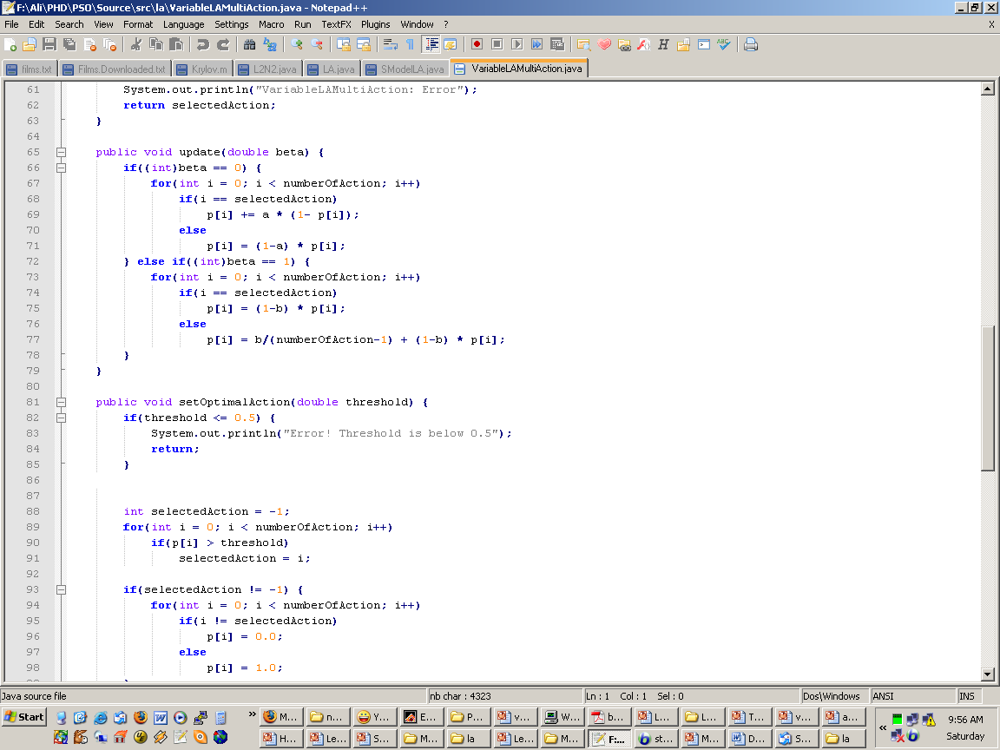 F:\Ali\PHD\PSO\Source\src\la\VariableLAMultiAction.java - Notepad++
File Edit Search View Format Language Settings Macro Run TextFX Plugins Window ? X
films.txt Films.Downloaded.txt Krylov.m L2N2.java LA.java SModelLA.java VariableLAMultiAction.java
61 System.out.println("VariableLAMultiAction: Error");
62 return selectedAction;
63 }
64
65 public void update(double beta) {
66 if((int)beta == 0) {
67 for(int i = 0; i < numberOfAction; i++)
68 if(i == selectedAction)
69 p[i] += a * (1- p[i]);
70 else
71 p[i] = (1-a) * p[i];
72 } else if((int)beta == 1) {
73 for(int i = 0; i < numberOfAction; i++)
74 if(i == selectedAction)
75 p[i] = (1-b) * p[i];
76 else
77 p[i] = b/(numberOfAction-1) + (1-b) * p[i];
78 }
79 }
80
81 public void setOptimalAction(double threshold) {
82 if(threshold <= 0.5) {
83 System.out.println("Error! Threshold is below 0.5");
84 return;
85 }
86
87
88 int selectedAction = -1;
89 for(int i = 0; i < numberOfAction; i++)
90 if(p[i] > threshold)
91 selectedAction = i;
92
93 if(selectedAction != -1) {
94 for(int i = 0; i < numberOfAction; i++)
95 if(i != selectedAction)
96 p[i] = 0.0;
97 else
98 p[i] = 1.0;
Java source file nb char : 4323 Ln : 1 Col : 1 Sel : 0 Dos\Windows ANSI INS
Start » M... n... Y... E... P... v... W... b... L... L... T... v... a... « 9:56 AM
H... Le... S... M... la Le... M... F:... st... M... D... S... la Saturday